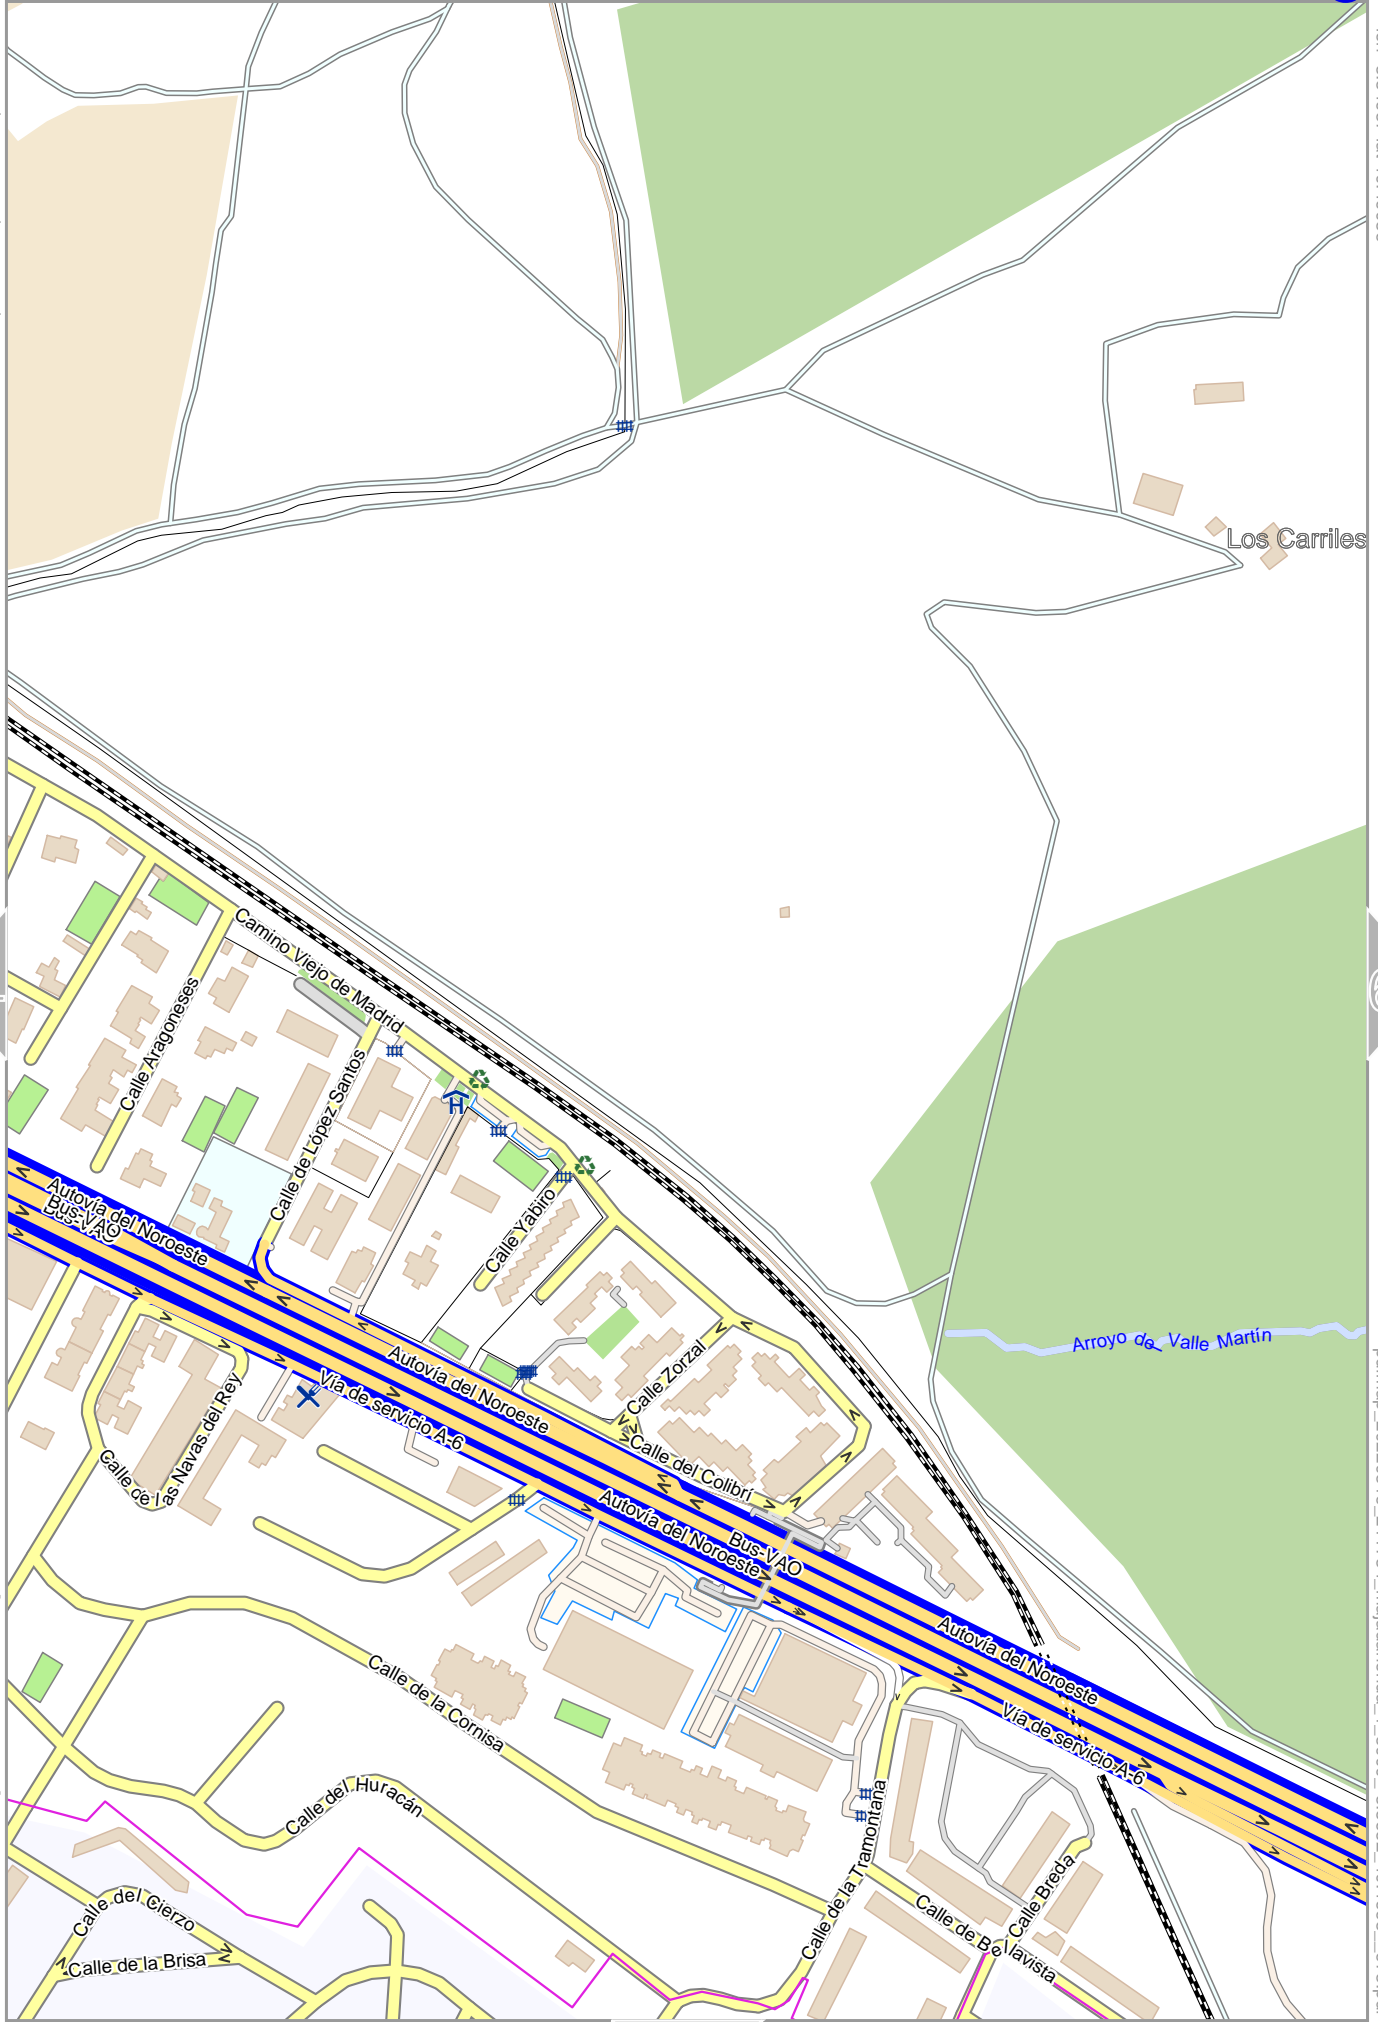 Los Carriles
Camino Viejo de Madrid
Calle Aragoneses
Calle de López Santos
H
Calle Yabiro
Autovía del Noroeste
Bus-VAO
Bus-VAO
Autovía del Noroeste
Arroyo de Valle Martín
Calle Zorzal
Vía de servicio A-6
Calle de las Navas del Rey
Calle del Colibrí
Autovía del Noroeste
Bus-VAO
Autovía del Noroeste
Vía de servicio A-6
Calle de la Cornisa
Calle del Huracán
Calle de la Tramontana
Calle Breda
Calle de Bellavista
Calle del Cierzo
Calle de la Brisa